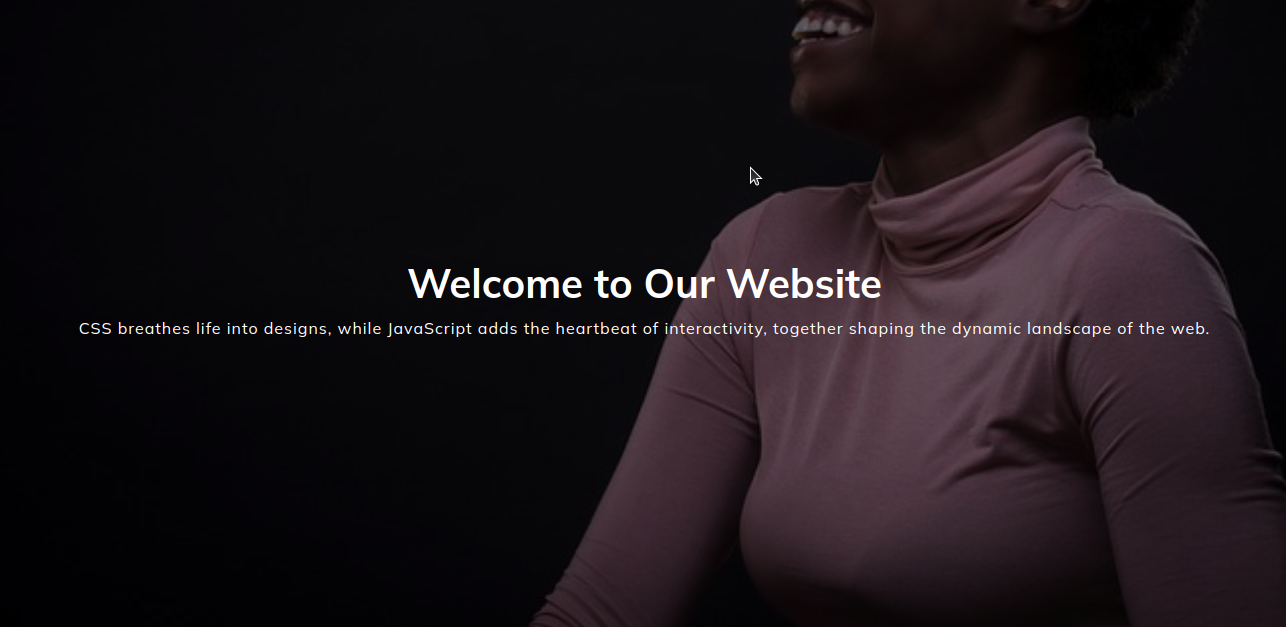 Welcome to Our Website
CSS breathes life into designs, while JavaScript adds the heartbeat of interactivity, together shaping the dynamic landscape of the web.